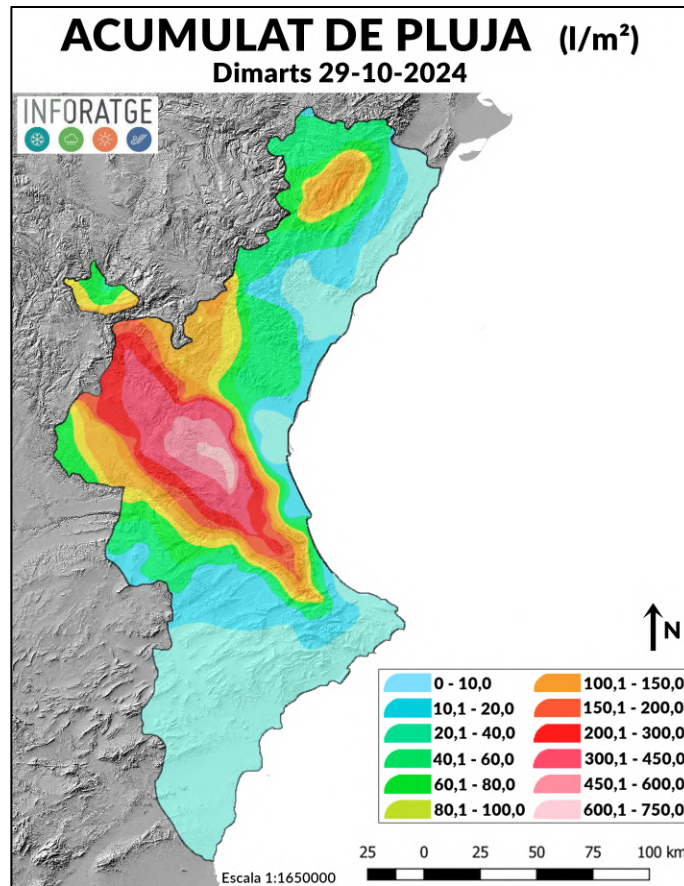 ACUMULAT DE PLUJA (l/m²)
Dimarts 29-10-2024
INFORATGE
N
0 - 10,0
10,1 - 20,0
20,1 - 40,0
40,1 - 60,0
60,1 - 80,0
80,1 - 100,0
100,1 - 150,0
150,1 - 200,0
200,1 - 300,0
300,1 - 450,0
450,1 - 600,0
600,1 - 750,0
Escala 1:1650000
25 0 25 50 75 100 km